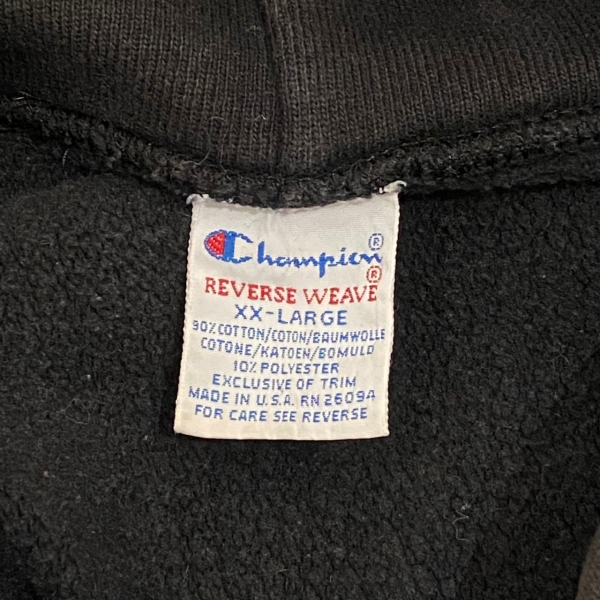 Champion®
REVERSE WEAVE®
XX-LARGE
90% COTTON/COTON/BAUMWOLLE
COTONE/KATOEN/BOMULD
10% POLYESTER
EXCLUSIVE OF TRIM
MADE IN U.S.A. RN 26094
FOR CARE SEE REVERSE